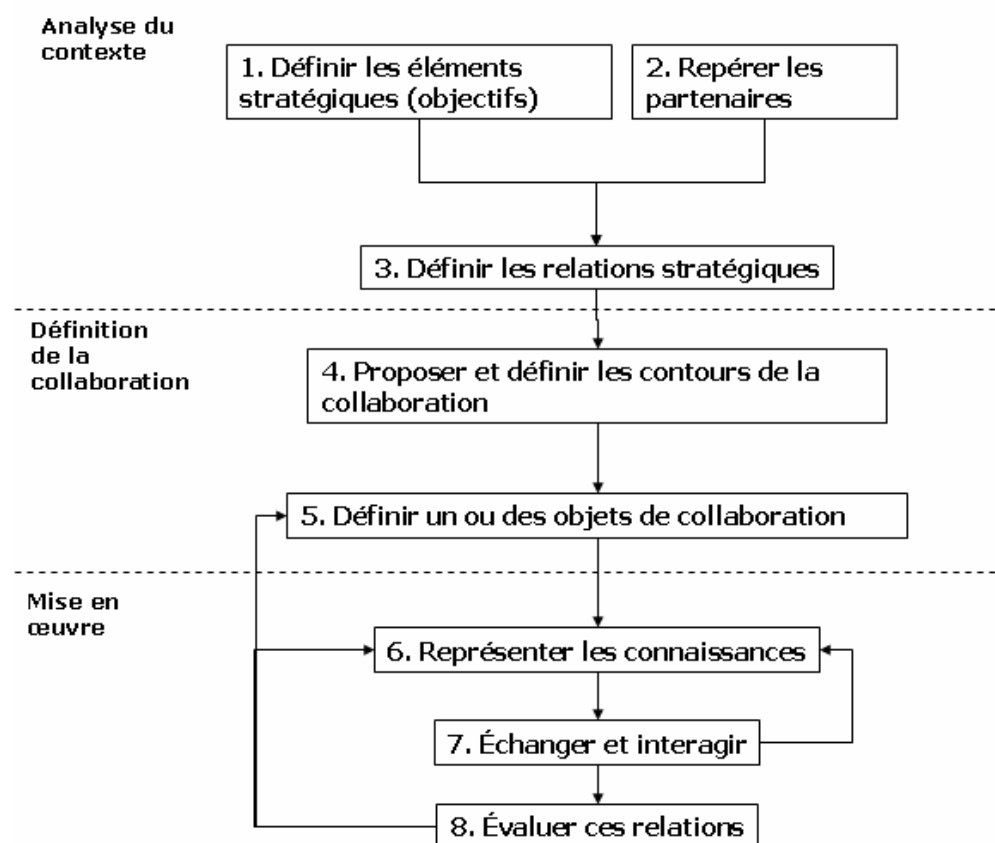 Analyse du
contexte
1. Définir les éléments
stratégiques (objectifs)
2. Repérer les
partenaires
3. Définir les relations stratégiques
Définition
de la
collaboration
4. Proposer et définir les contours de la
collaboration
5. Définir un ou des objets de collaboration
Mise en
œuvre
6. Représenter les connaissances
7. Échanger et interagir
8. Évaluer ces relations